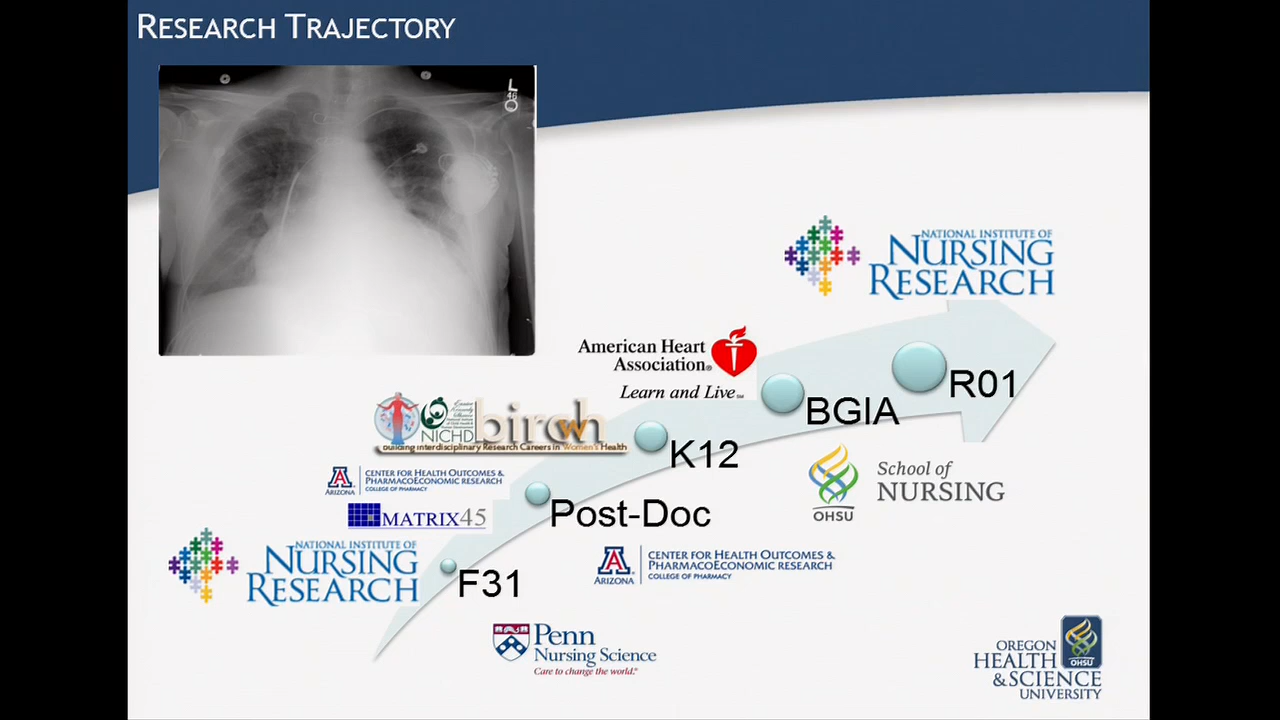 RESEARCH TRAJECTORY
L
NATIONAL INSTITUTE OF
NURSING
RESEARCH
American Heart
Association®
Learn and Live℠
R01
BGIA
NICHD
birch
Building Interdisciplinary Research Careers in Women's Health
K12
School of
NURSING
OHSU
ARIZONA
CENTER FOR HEALTH OUTCOMES &
PHARMACOECONOMIC RESEARCH
COLLEGE OF PHARMACY
MATRIX45
Post-Doc
NATIONAL INSTITUTE OF
NURSING
RESEARCH
F31
ARIZONA
CENTER FOR HEALTH OUTCOMES &
PHARMACOECONOMIC RESEARCH
COLLEGE OF PHARMACY
Penn
Nursing Science
Care to change the world.®
OREGON
HEALTH
& SCIENCE
UNIVERSITY
OHSU